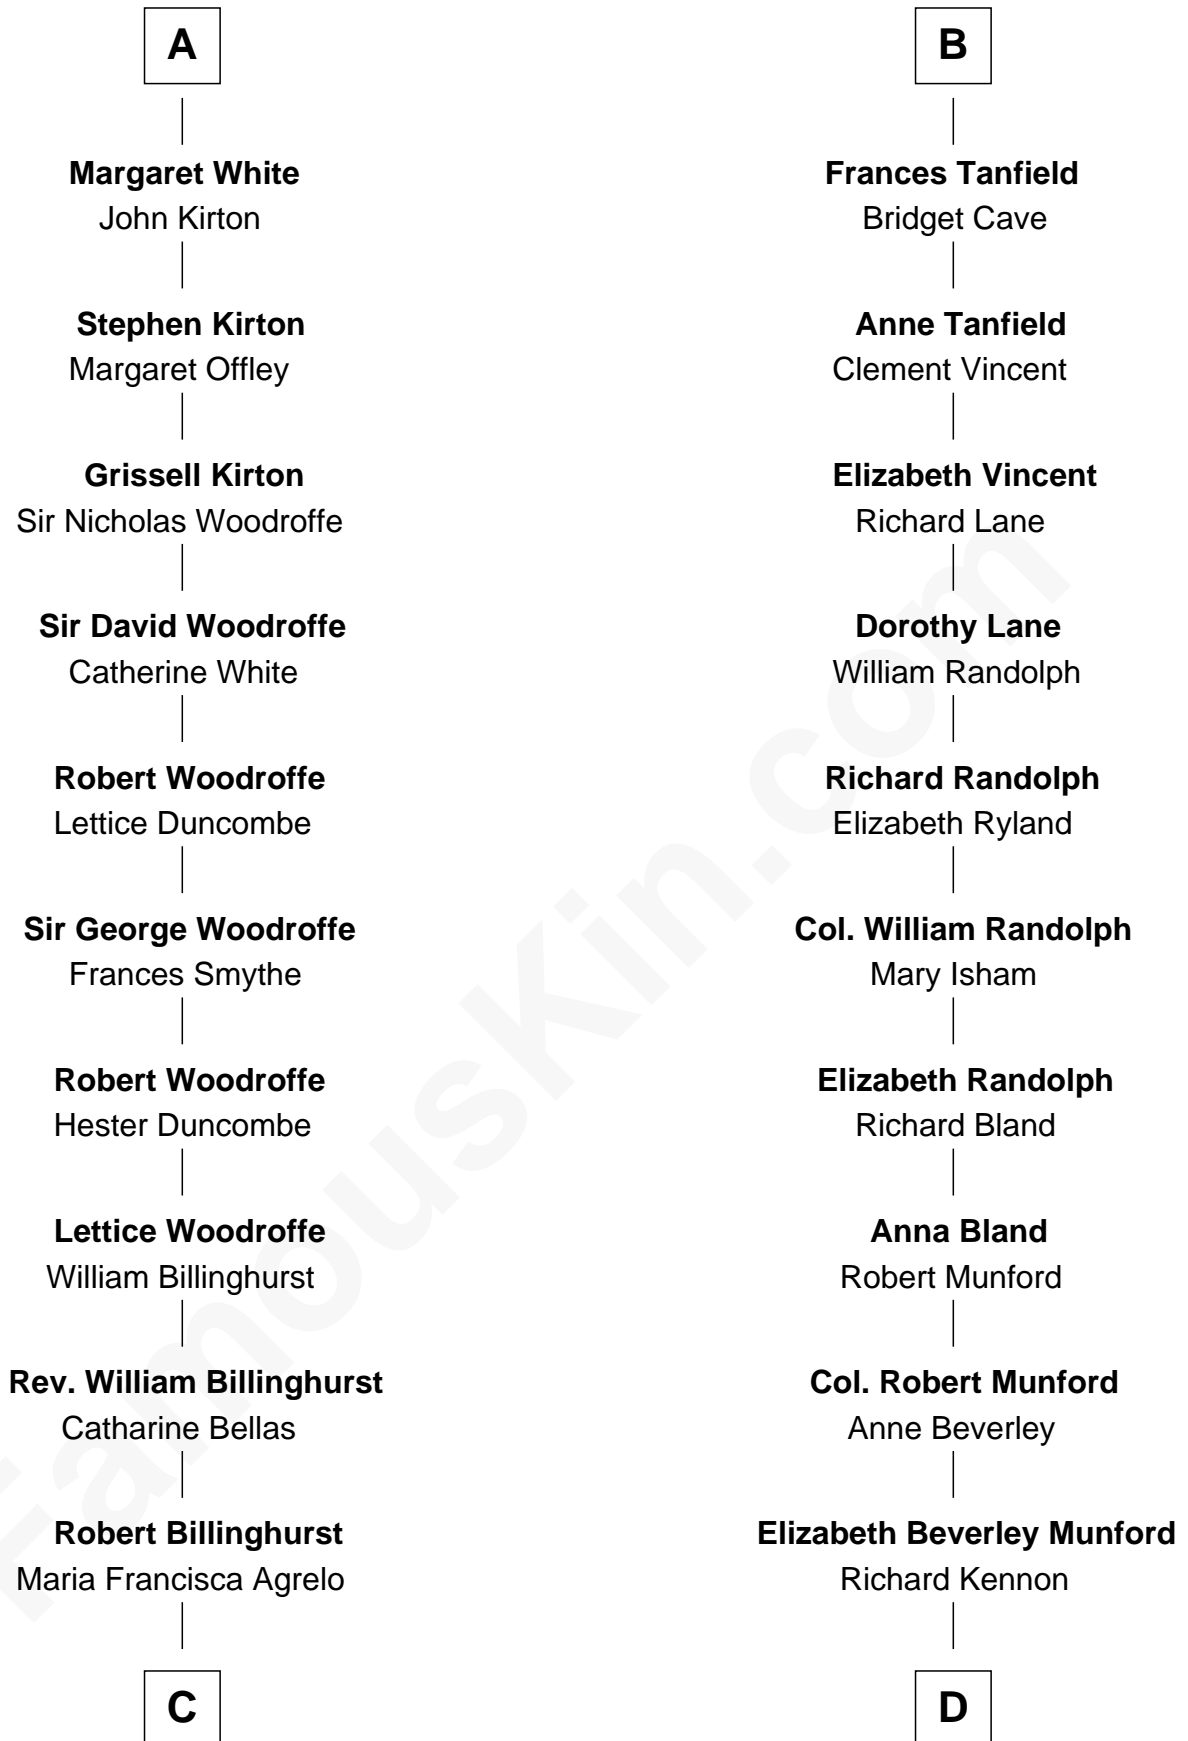 A
Margaret White
John Kirton
Stephen Kirton
Margaret Offley
Grissell Kirton
Sir Nicholas Woodroffe
Sir David Woodroffe
Catherine White
Robert Woodroffe
Lettice Duncombe
Sir George Woodroffe
Frances Smythe
Robert Woodroffe
Hester Duncombe
Lettice Woodroffe
William Billinghurst
Rev. William Billinghurst
Catharine Bellas
Robert Billinghurst
Maria Francisca Agrelo
C
B
Frances Tanfield
Bridget Cave
Anne Tanfield
Clement Vincent
Elizabeth Vincent
Richard Lane
Dorothy Lane
William Randolph
Richard Randolph
Elizabeth Ryland
Col. William Randolph
Mary Isham
Elizabeth Randolph
Richard Bland
Anna Bland
Robert Munford
Col. Robert Munford
Anne Beverley
Elizabeth Beverley Munford
Richard Kennon
D
FamousKin.com